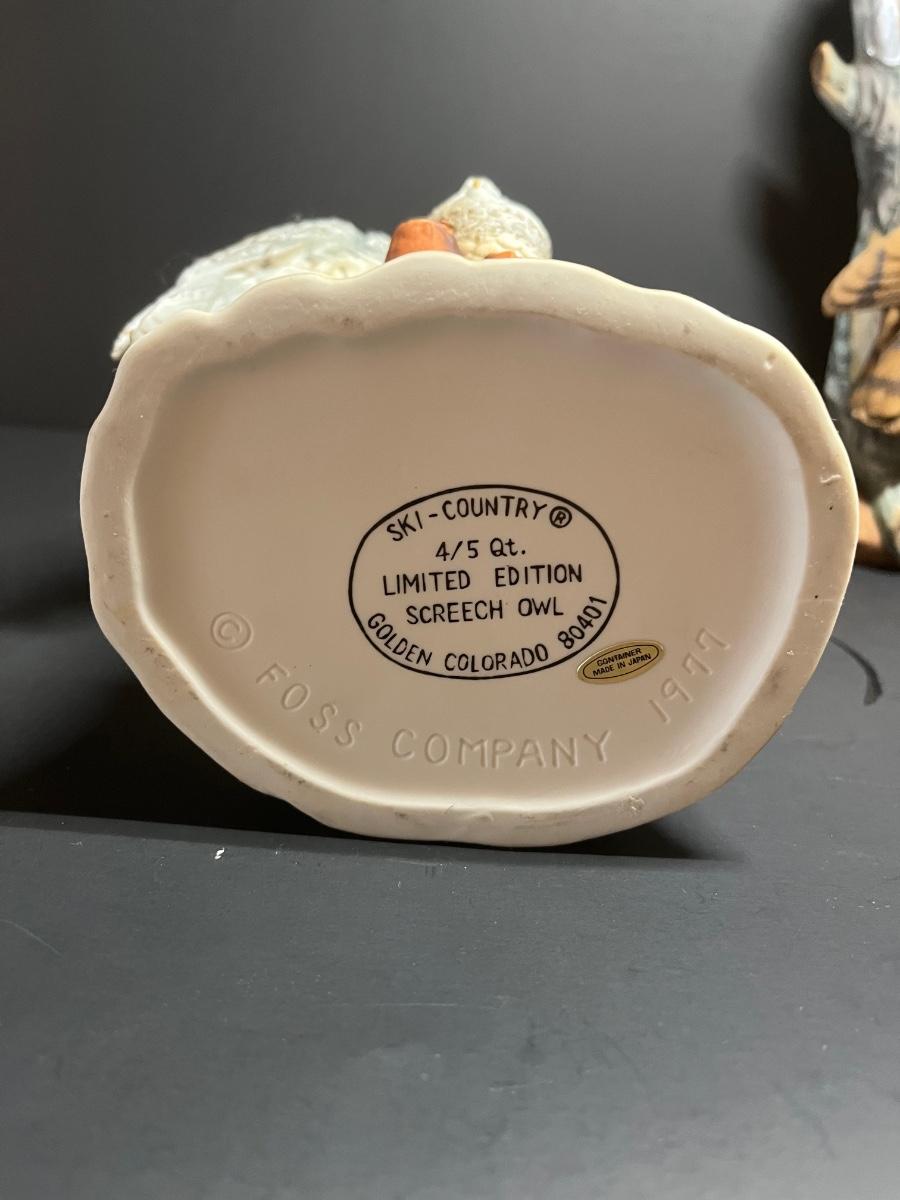 SKI-COUNTRY®
4/5 Qt.
LIMITED EDITION
SCREECH OWL
GOLDEN COLORADO 80401
CONTAINER
MADE IN JAPAN
© FOSS COMPANY 1977